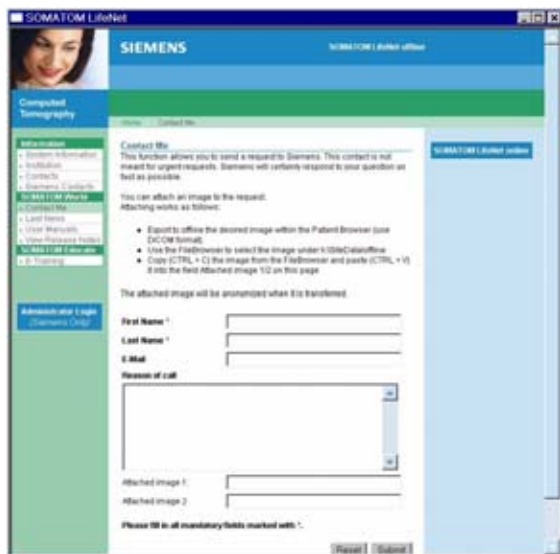 SOMATOM LifeNet
SIEMENS
SOMATOM LifeNet offline
Computed
Tomography
Home
Contact Me
Information
System Information
Institution
Contacts
Siemens Contacts
SOMATOM World
Contact Me
Last News
User Manuals
View Release Notes
SOMATOM Educate
E-Training
Administrator Login
(Siemens Only)
Contact Me
This function allows you to send a request to Siemens. This contact is not
meant for urgent requests. Siemens will certainly respond to your question as
fast as possible.
You can attach an image to the request.
Attaching works as follows:
Export to offline the desired image within the Patient Browser (use
DICOM format)
Use the FileBrowser to select the image under
Copy (CTRL + C) the image from the FileBrowser and paste (CTRL + V)
it into the field Attached image 1/2 on this page
The attached image will be anonymized when it is transferred.
First Name *
Last Name *
E-Mail
Reason of call
Attached image 1:
Attached image 2:
Please fill in all mandatory fields marked with *.
Reset
Submit
SOMATOM LifeNet online